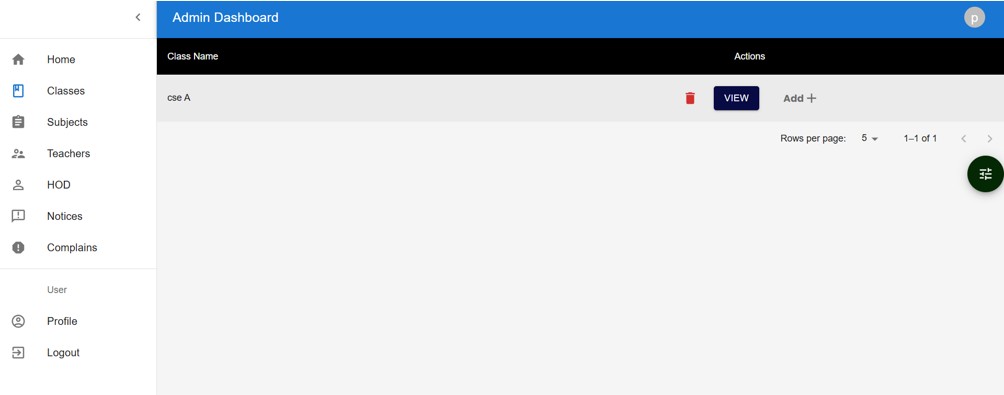 Admin Dashboard
p
Home
Classes
Subjects
Teachers
HOD
Notices
Complains
User
Profile
Logout
Class Name Actions
cse A VIEW Add +
Rows per page: 5 1–1 of 1